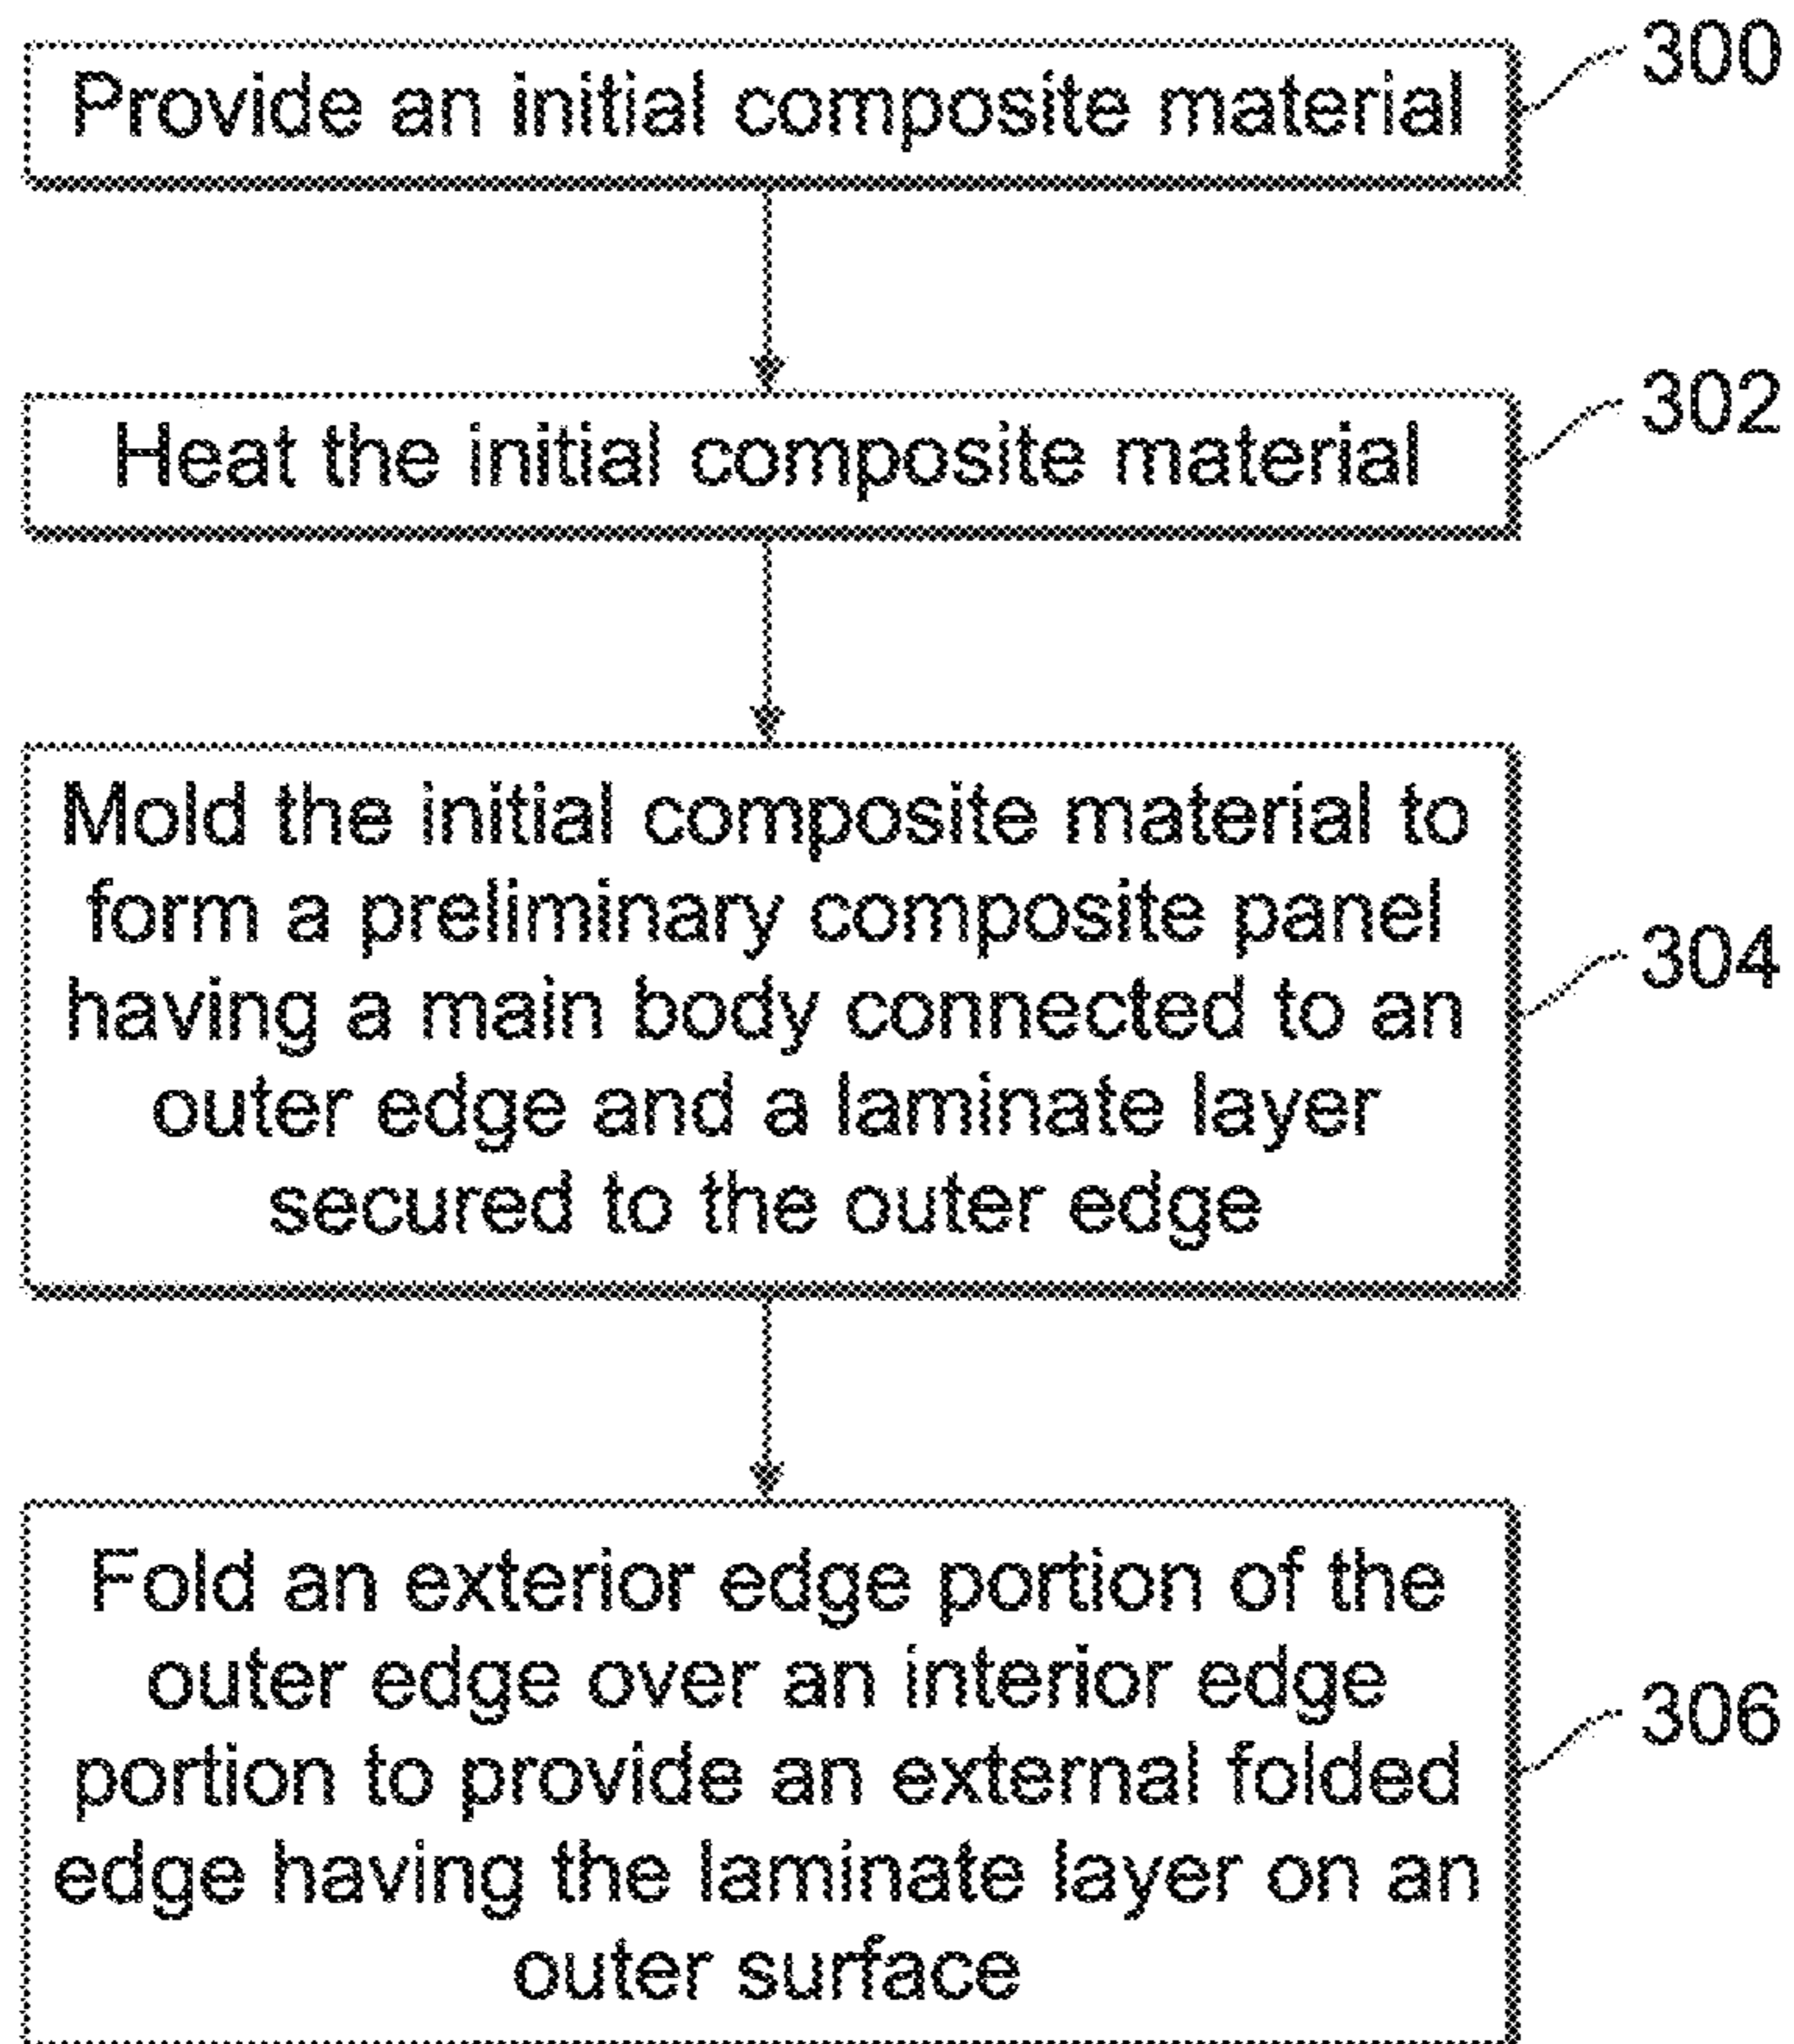 Provide an initial composite material
300
Heat the initial composite material
302
Mold the initial composite material to
form a preliminary composite panel
having a main body connected to an
outer edge and a laminate layer
secured to the outer edge
304
Fold an exterior edge portion of the
outer edge over an interior edge
portion to provide an external folded
edge having the laminate layer on an
outer surface
306